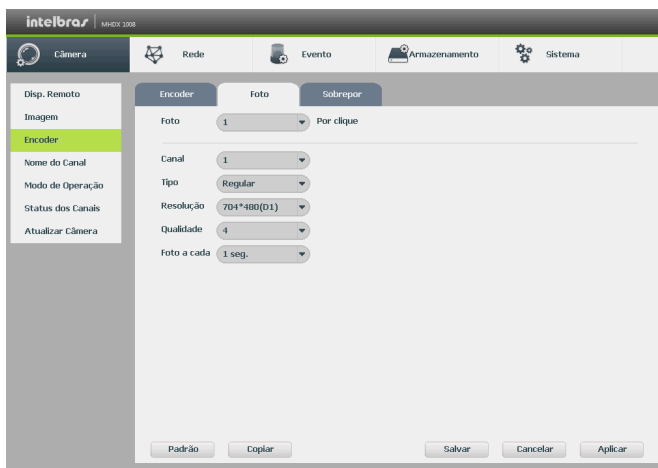 intelbras MHDX 1008
Câmera Rede Evento Armazenamento Sistema
Disp. Remoto
Imagem
Encoder
Nome do Canal
Modo de Operação
Status dos Canais
Atualizar Câmera
Encoder Foto Sobrepor
Foto 1 Por clique
Canal 1
Tipo Regular
Resolução 704*480(D1)
Qualidade 4
Foto a cada 1 seg.
Padrão Copiar Salvar Cancelar Aplicar